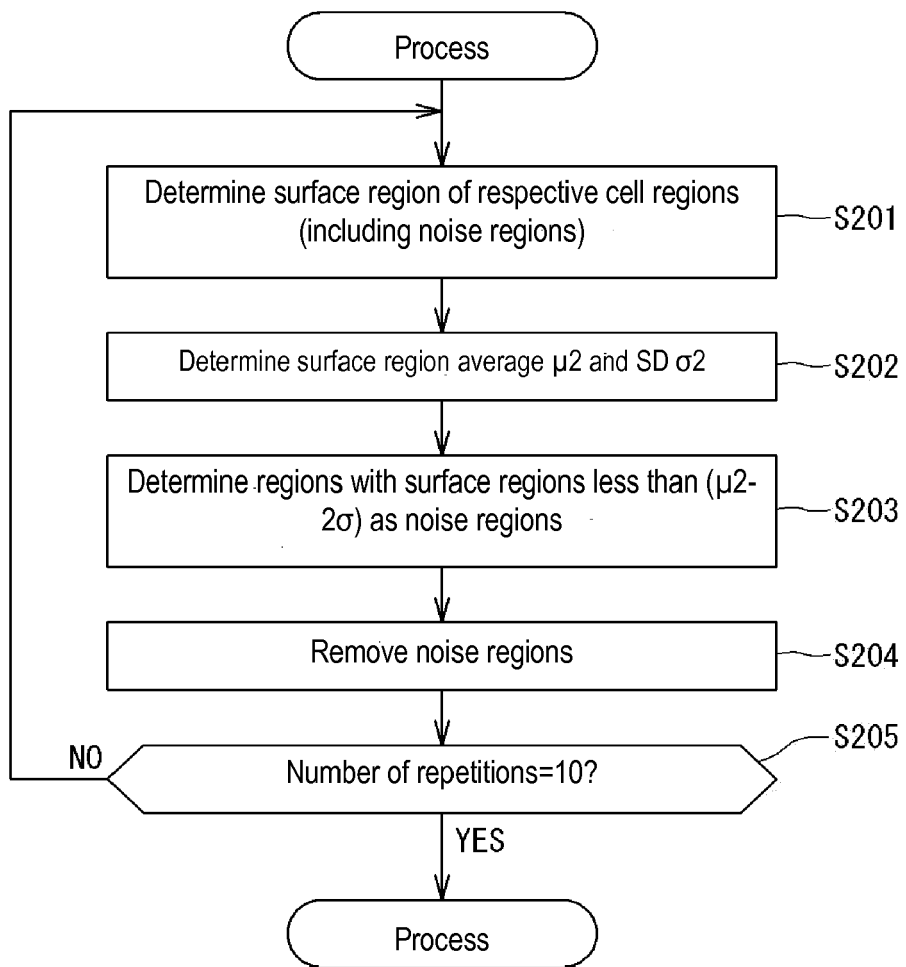 Process
Determine surface region of respective cell regions
(including noise regions)
S201
Determine surface region average µ2 and SD σ2
S202
Determine regions with surface regions less than (µ2-
2σ) as noise regions
S203
Remove noise regions
S204
S205
NO
Number of repetitions=10?
YES
Process